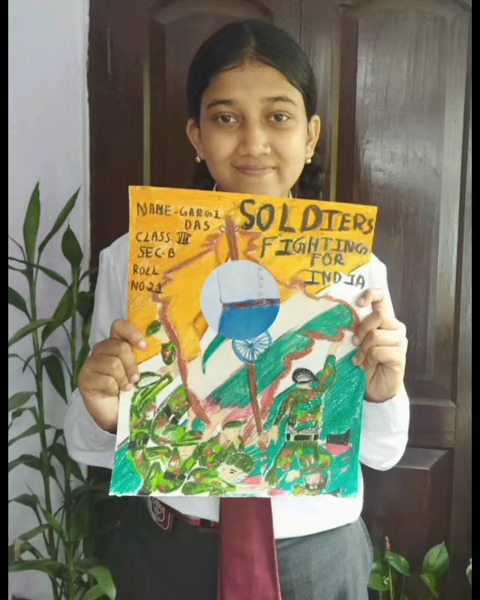 NAME-GARGI
DAS
CLASS VII
SEC-B
ROLL
NO 21
SOLDIERS
FIGHTING
FOR
INDIA